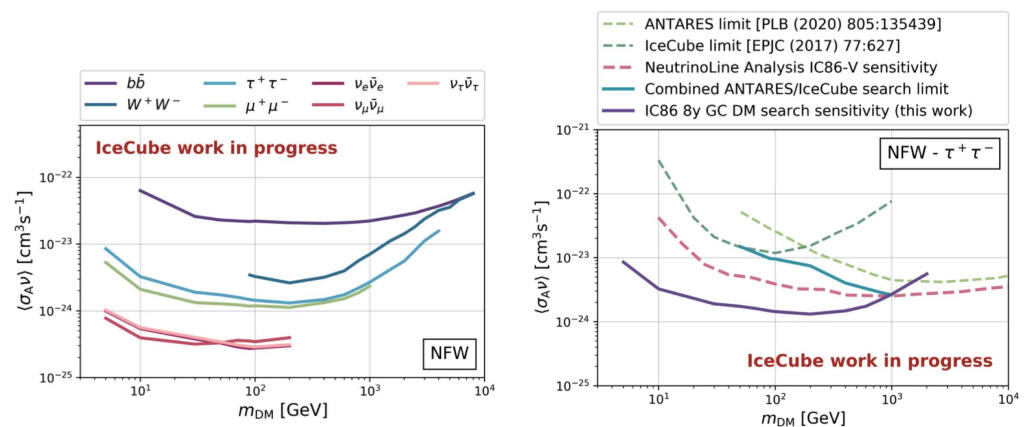 bb̄
τ⁺τ⁻
νₑν̄ₑ
ν_τν̄_τ
W⁺W⁻
μ⁺μ⁻
ν_μν̄_μ
IceCube work in progress
10⁻²²
10⁻²³
10⁻²⁴
10⁻²⁵
⟨σ_Aν⟩ [cm³s⁻¹]
NFW
10¹
10²
10³
10⁴
m_DM [GeV]
ANTARES limit [PLB (2020) 805:135439]
IceCube limit [EPJC (2017) 77:627]
NeutrinoLine Analysis IC86-V sensitivity
Combined ANTARES/IceCube search limit
IC86 8y GC DM search sensitivity (this work)
10⁻²¹
10⁻²²
10⁻²³
10⁻²⁴
10⁻²⁵
⟨σ_Aν⟩ [cm³s⁻¹]
NFW - τ⁺τ⁻
IceCube work in progress
10¹
10²
10³
10⁴
m_DM [GeV]